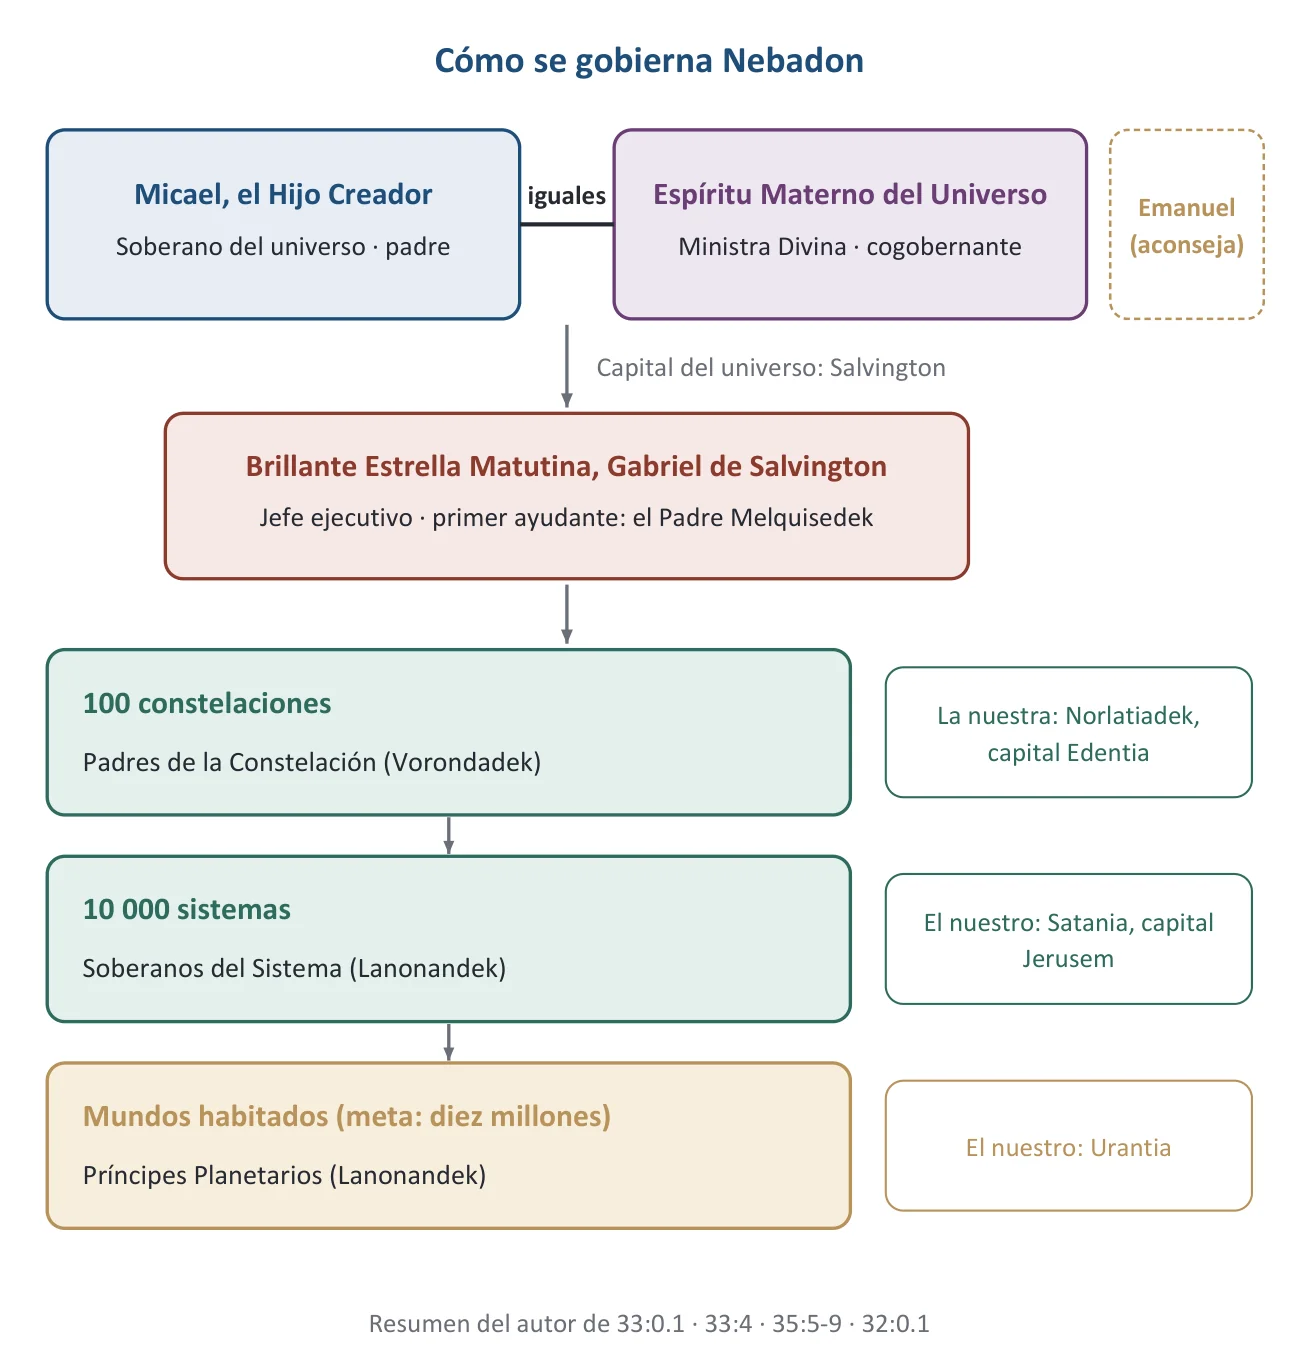 Cómo se gobierna Nebadon
Micael, el Hijo Creador
Soberano del universo · padre
iguales
Espíritu Materno del Universo
Ministra Divina · cogobernante
Emanuel
(aconseja)
Capital del universo: Salvington
Brillante Estrella Matutina, Gabriel de Salvington
Jefe ejecutivo · primer ayudante: el Padre Melquisedek
100 constelaciones
Padres de la Constelación (Vorondadek)
La nuestra: Norlatiadek,
capital Edentia
10 000 sistemas
Soberanos del Sistema (Lanonandek)
El nuestro: Satania, capital
Jerusem
Mundos habitados (meta: diez millones)
Príncipes Planetarios (Lanonandek)
El nuestro: Urantia
Resumen del autor de 33:0.1 · 33:4 · 35:5-9 · 32:0.1